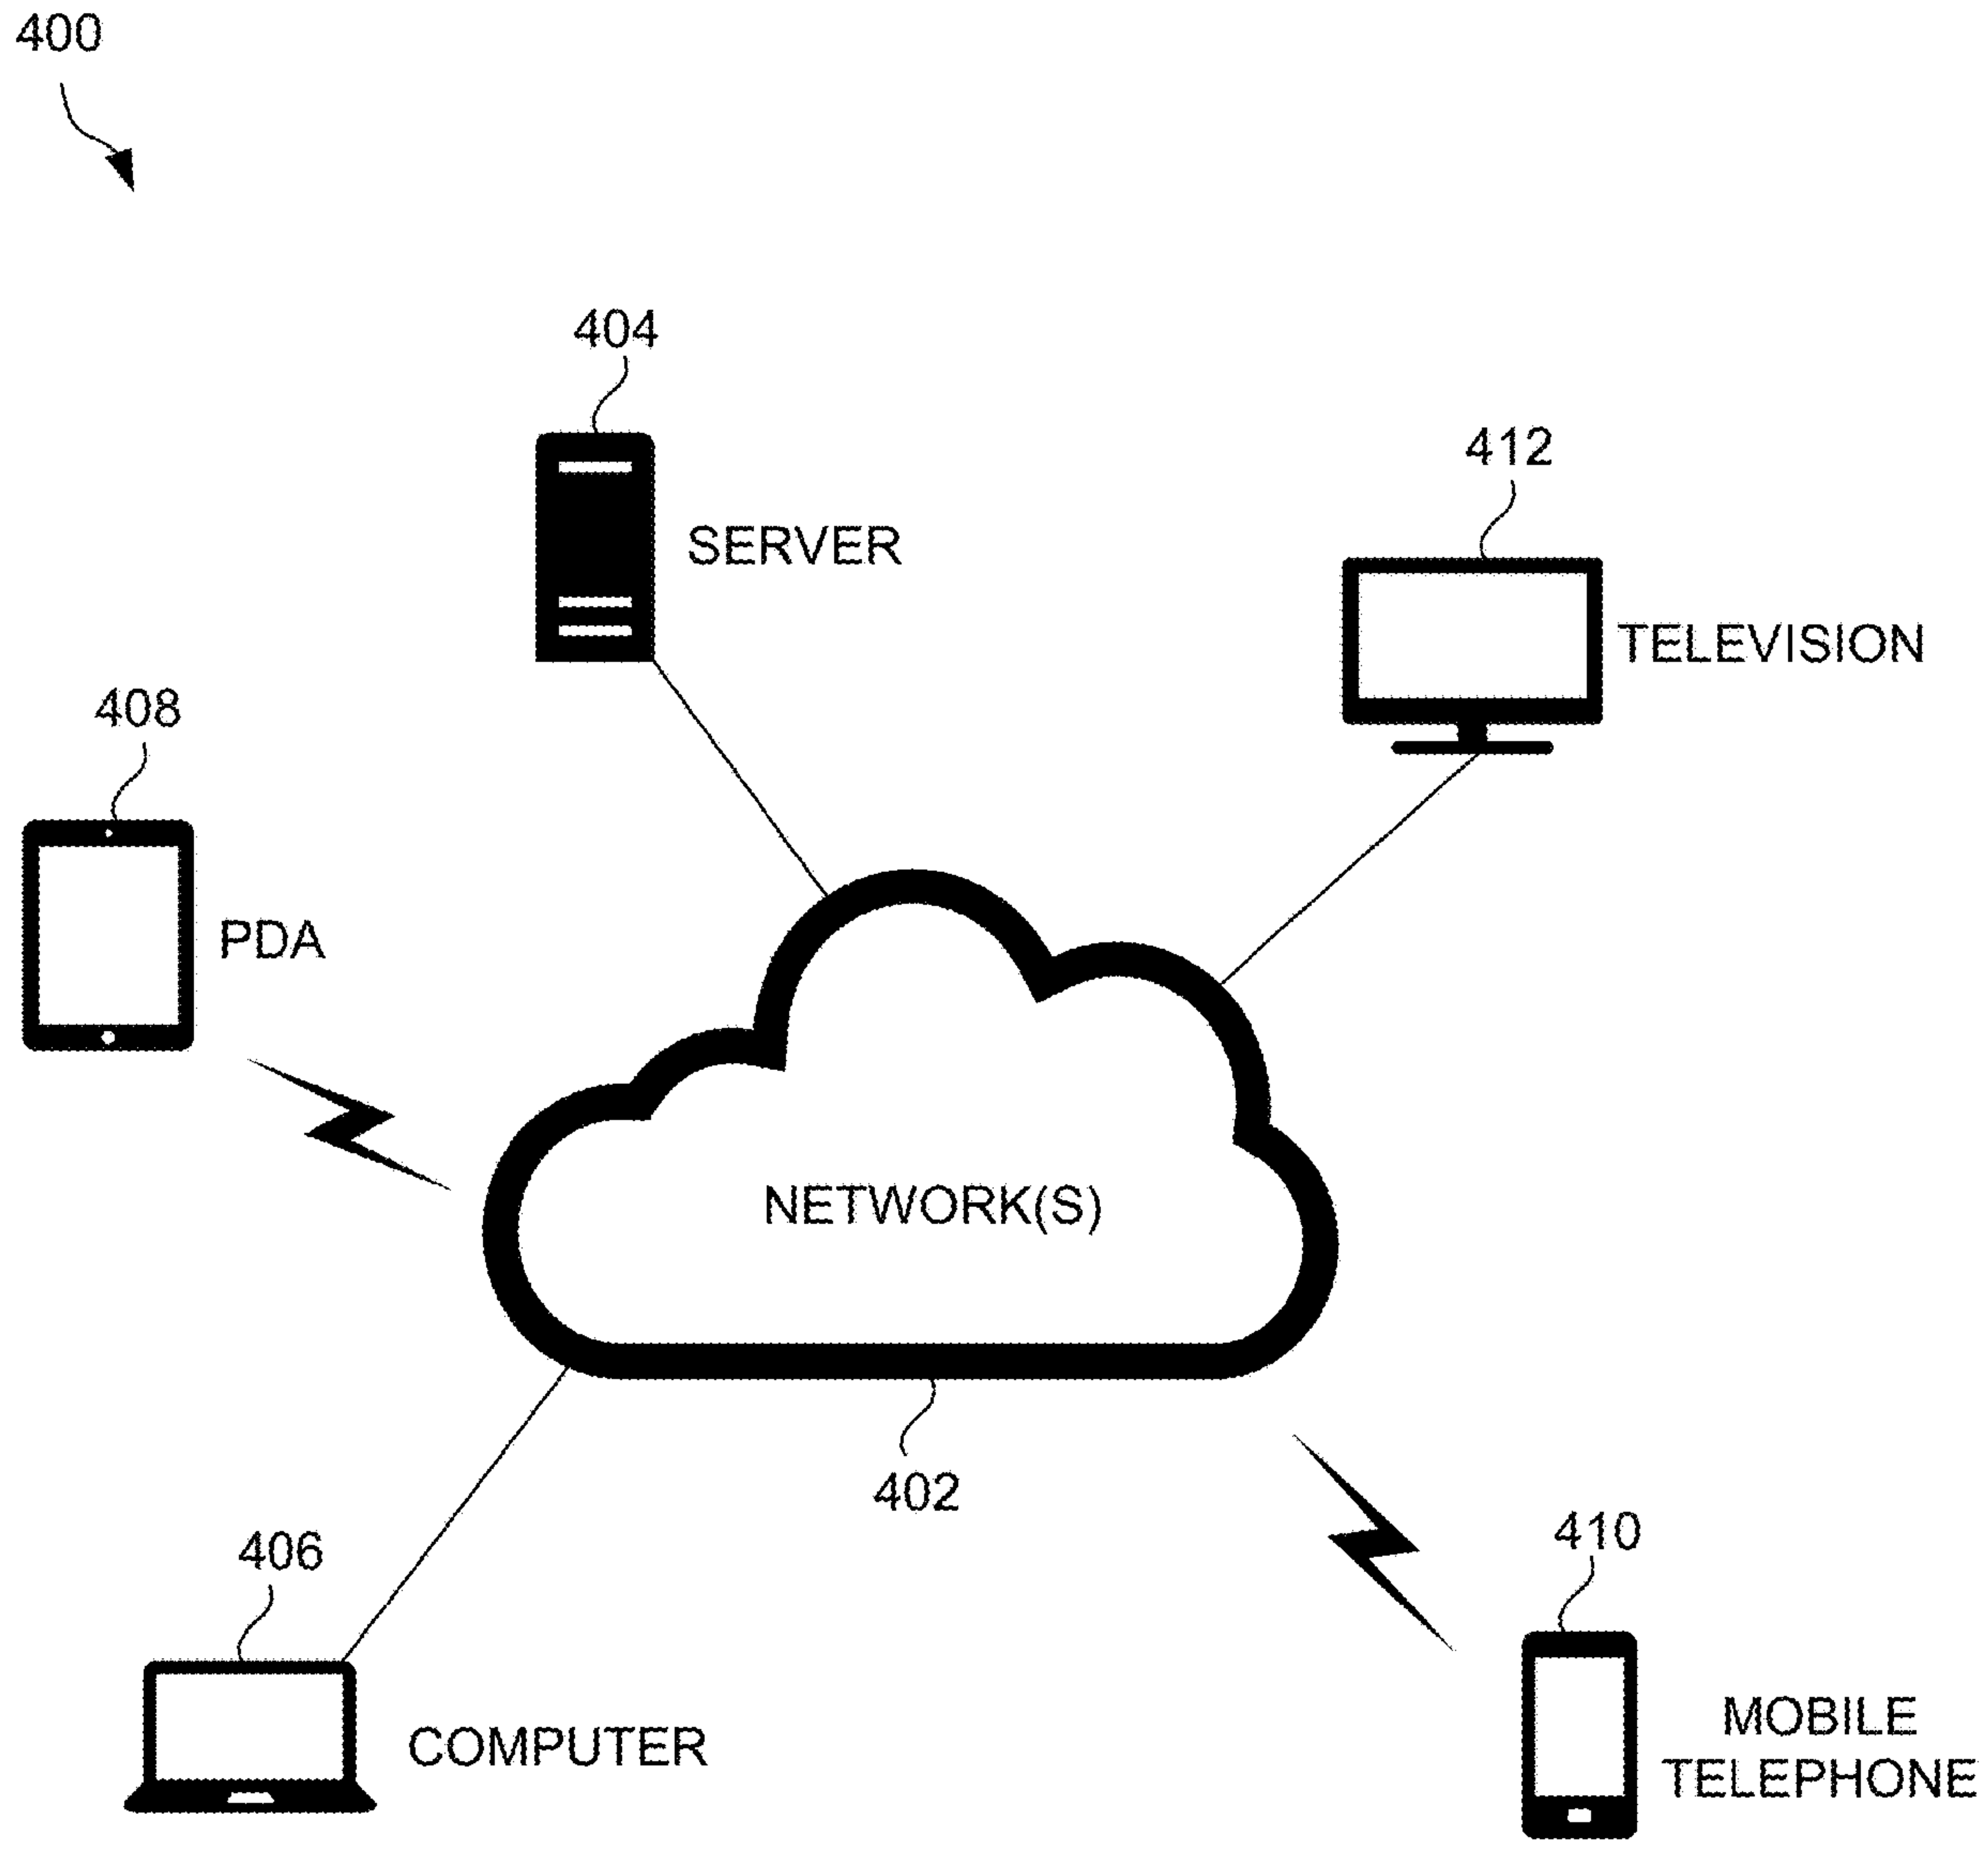 400
404
SERVER
412
TELEVISION
408
PDA
NETWORK(S)
402
406
COMPUTER
410
MOBILE
TELEPHONE